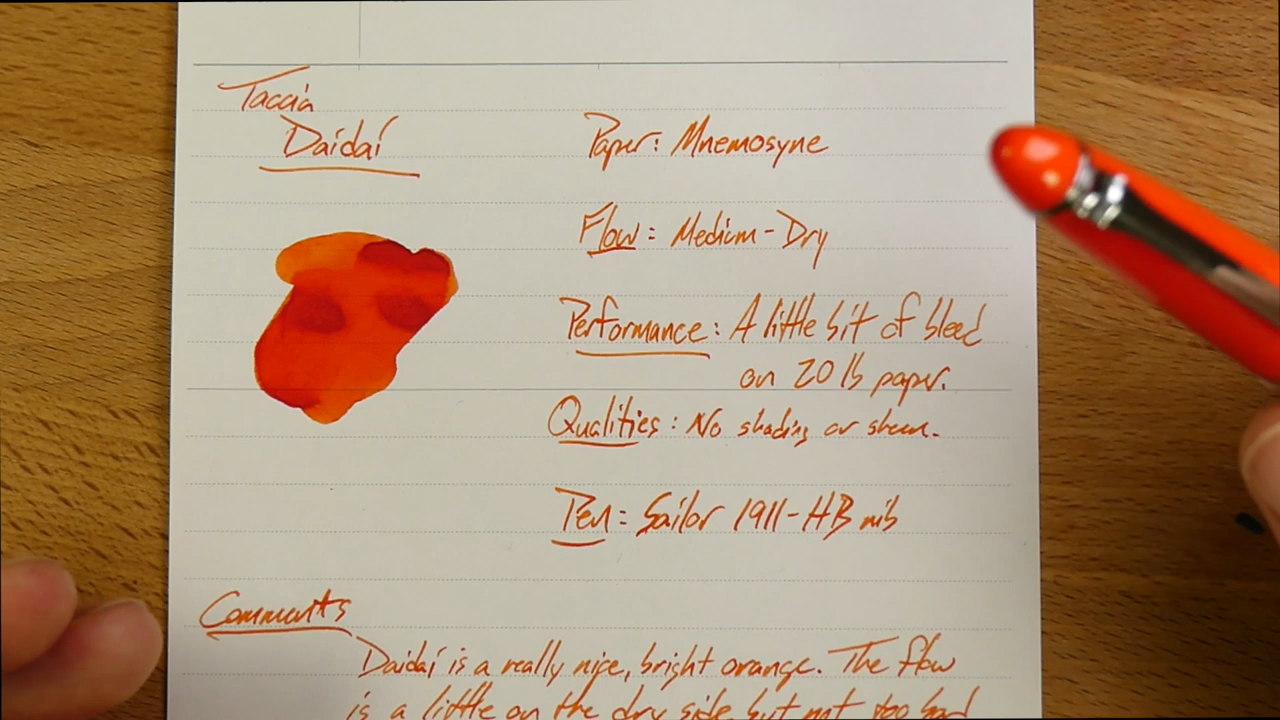 Taccia
Daidai
Paper: Mnemosyne
Flow: Medium-Dry
Performance: A little bit of bleed
on 20 lb paper.
Qualities: No shading or sheen.
Pen: Sailor 1911-HB nib
Comments
Daidai is a really nice, bright orange. The flow
is a little on the dry side but not too bad